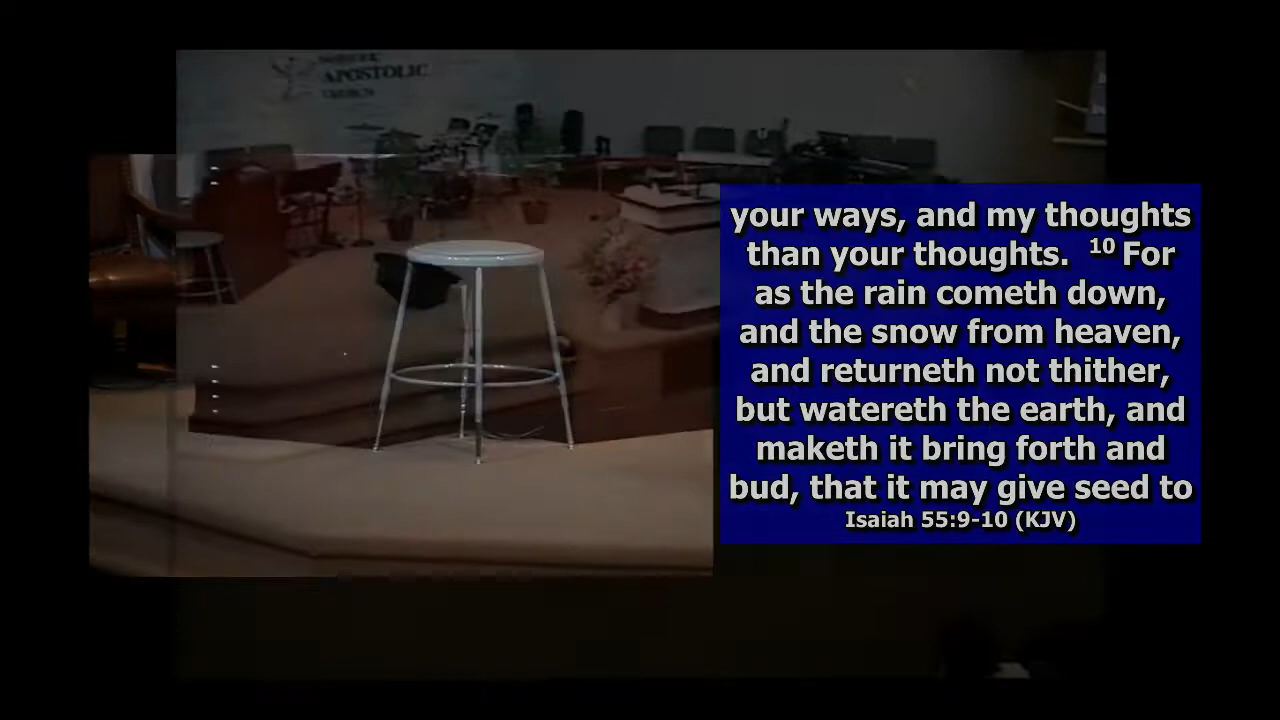 APOSTOLIC
CHURCH
your ways, and my thoughts
than your thoughts. 10 For
as the rain cometh down,
and the snow from heaven,
and returneth not thither,
but watereth the earth, and
maketh it bring forth and
bud, that it may give seed to
Isaiah 55:9-10 (KJV)